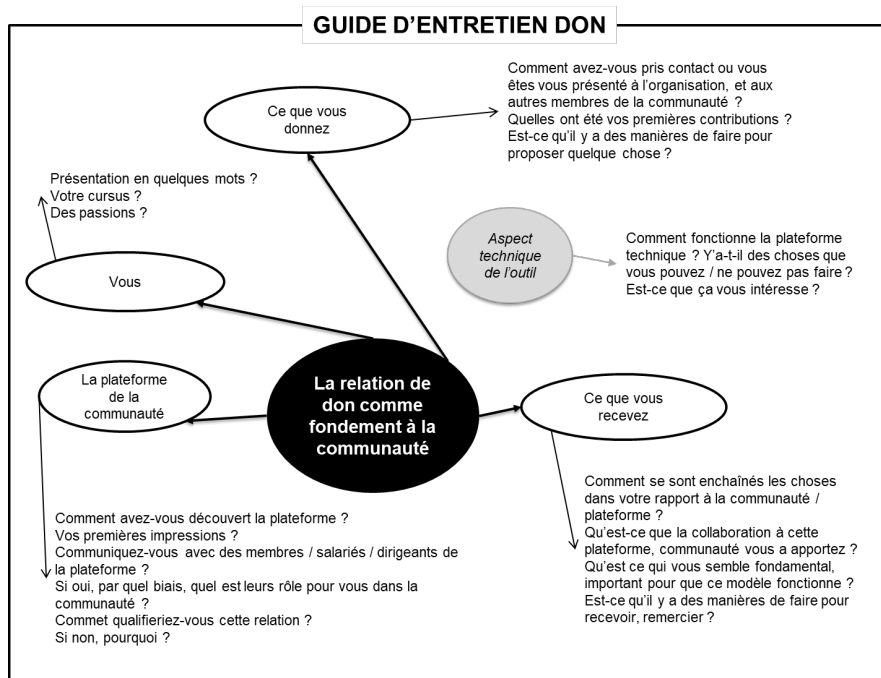 GUIDE D'ENTRETIEN DON
Ce que vous
donnez
Comment avez-vous pris contact ou vous
êtes vous présenté à l'organisation, et aux
autres membres de la communauté ?
Quelles ont été vos premières contributions ?
Est-ce qu'il y a des manières de faire pour
proposer quelque chose ?
Présentation en quelques mots ?
Votre cursus ?
Des passions ?
Vous
Aspect
technique
de l'outil
Comment fonctionne la plateforme
technique ? Y'a-t-il des choses que
vous pouvez / ne pouvez pas faire ?
Est-ce que ça vous intéresse ?
La plateforme
de la
communauté
La relation de
don comme
fondement à la
communauté
Ce que vous
recevez
Comment avez-vous découvert la plateforme ?
Vos premières impressions ?
Communiquez-vous avec des membres / salariés / dirigeants de
la plateforme ?
Si oui, par quel biais, quel est leurs rôle pour vous dans la
communauté ?
Commet qualifieriez-vous cette relation ?
Si non, pourquoi ?
Comment se sont enchaînés les choses
dans votre rapport à la communauté /
plateforme ?
Qu'est-ce que la collaboration à cette
plateforme, communauté vous a apportez ?
Qu'est ce qui vous semble fondamental,
important pour que ce modèle fonctionne ?
Est-ce qu'il y a des manières de faire pour
recevoir, remercier ?